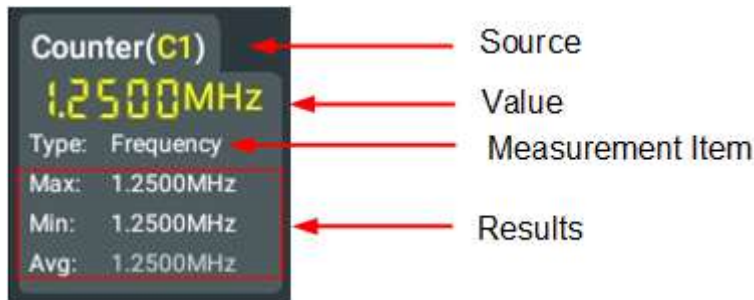 Counter(C1)
Source
1.2500MHz
Value
Type: Frequency
Measurement Item
Max: 1.2500MHz
Min: 1.2500MHz
Results
Avg: 1.2500MHz